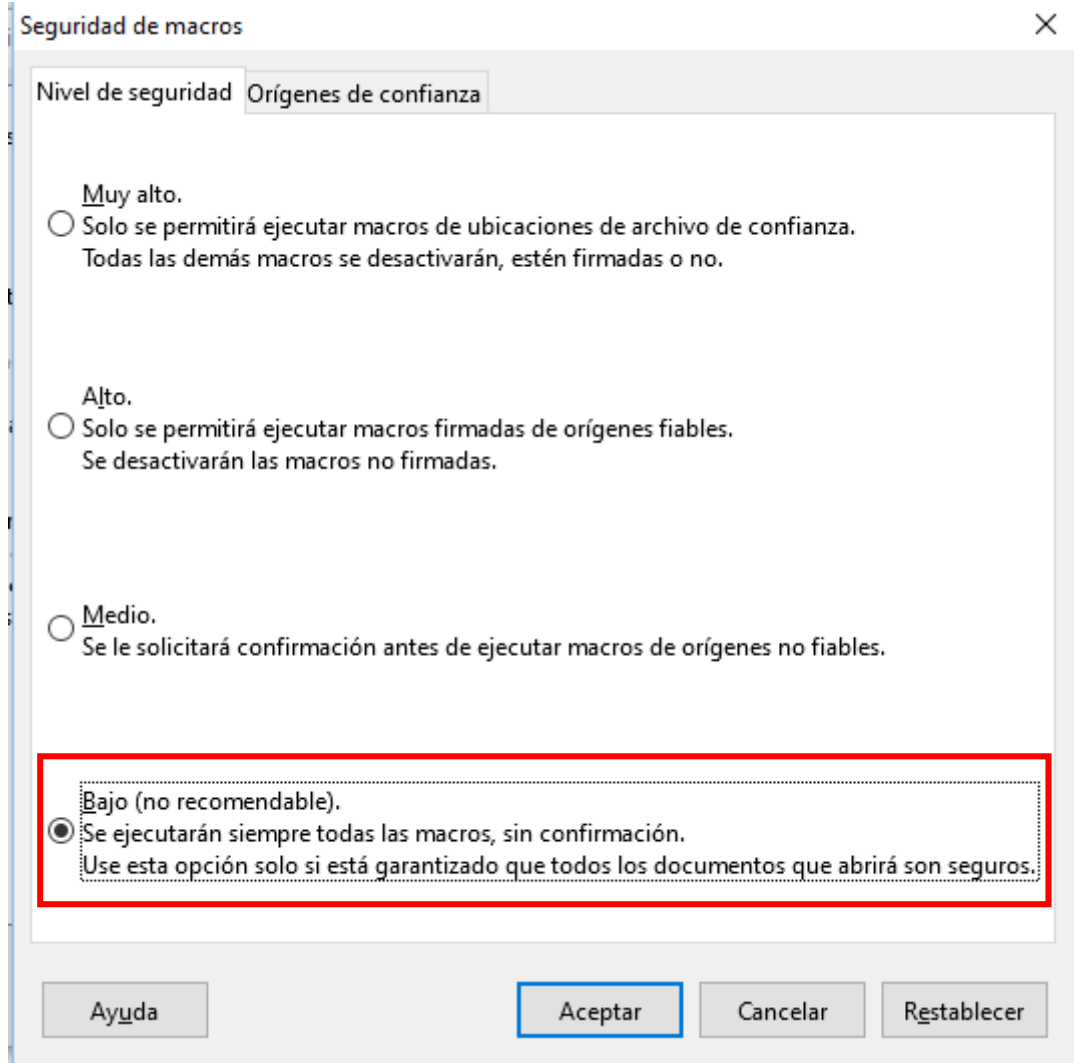 Seguridad de macros
Nivel de seguridad
Orígenes de confianza
Muy alto.
Solo se permitirá ejecutar macros de ubicaciones de archivo de confianza.
Todas las demás macros se desactivarán, estén firmadas o no.
Alto.
Solo se permitirá ejecutar macros firmadas de orígenes fiables.
Se desactivarán las macros no firmadas.
Medio.
Se le solicitará confirmación antes de ejecutar macros de orígenes no fiables.
Bajo (no recomendable).
Se ejecutarán siempre todas las macros, sin confirmación.
Use esta opción solo si está garantizado que todos los documentos que abrirá son seguros.
Ayuda
Aceptar
Cancelar
Restablecer